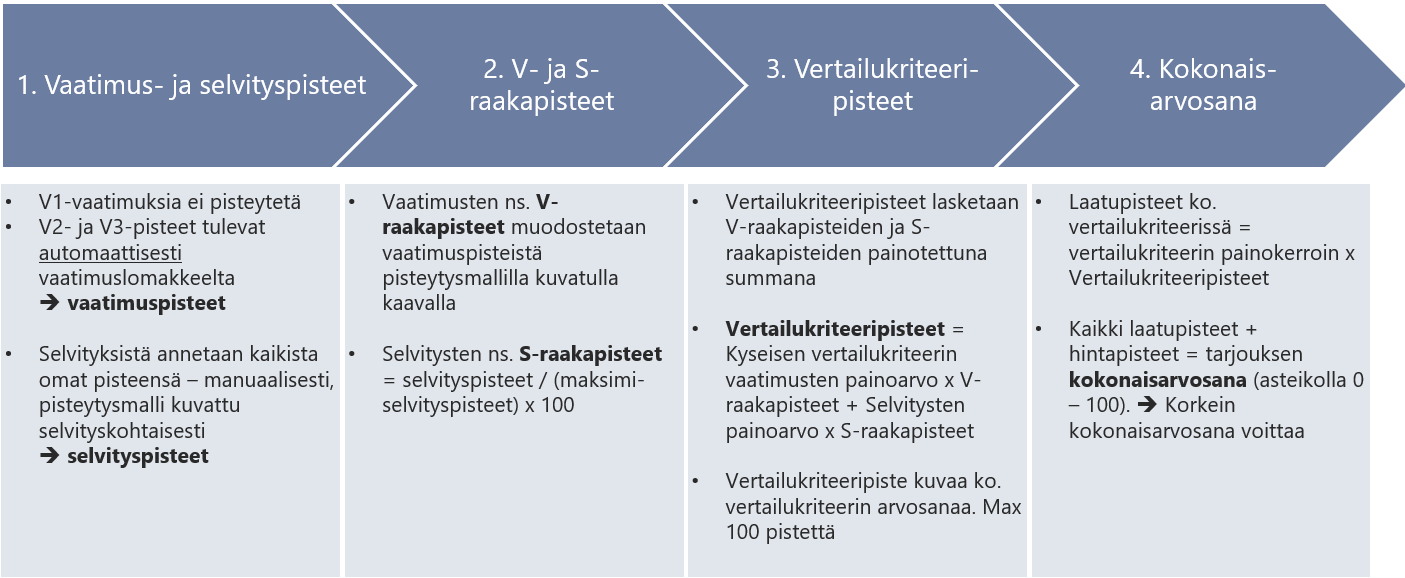 1. Vaatimus- ja selvityspisteet
2. V- ja S-
raakapisteet
3. Vertailukriteeri-
pisteet
4. Kokonais-
arvosana
• V1-vaatimuksia ei pisteytetä
• V2- ja V3-pisteet tulevat
automaattisesti
vaatimuslomakkeelta
➔ vaatimuspisteet
• Selvityksistä annetaan kaikista
omat pisteensä – manuaalisesti,
pisteytysmalli kuvattu
selvityskohtaisesti
➔ selvityspisteet
• Vaatimusten ns. V-
raakapisteet muodostetaan
vaatimuspisteistä
pisteytysmallilla kuvatulla
kaavalla
• Selvitysten ns. S-raakapisteet
= selvityspisteet / (maksimi-
selvityspisteet) x 100
• Vertailukriteeripisteet lasketaan
V-raakapisteiden ja S-
raakapisteiden painotettuna
summana
• Vertailukriteeripisteet =
Kyseisen vertailukriteerin
vaatimusten painoarvo x V-
raakapisteet + Selvitysten
painoarvo x S-raakapisteet
• Vertailukriteeripiste kuvaa ko.
vertailukriteerin arvosanaa. Max
100 pistettä
• Laatupisteet ko.
vertailukriteerissä =
vertailukriteerin painokerroin x
Vertailukriteeripisteet
• Kaikki laatupisteet +
hintapisteet = tarjouksen
kokonaisarvosana (asteikolla 0
– 100). ➔ Korkein
kokonaisarvosana voittaa